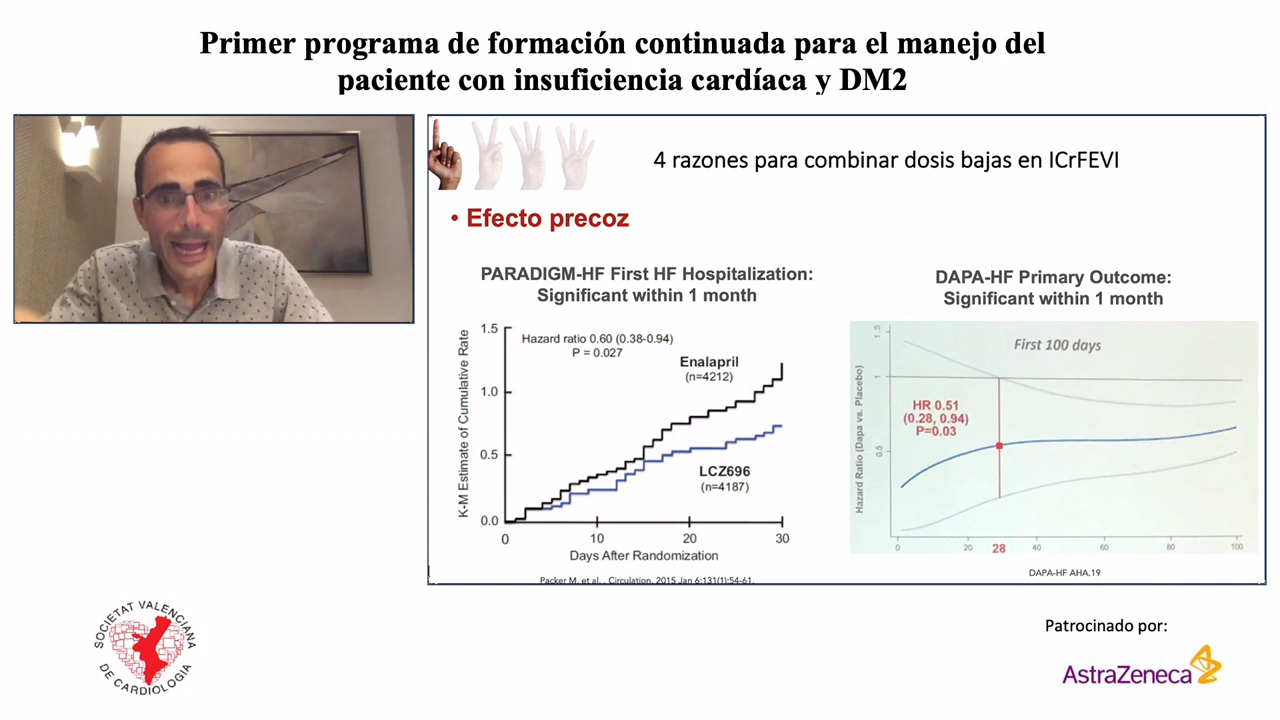 Primer programa de formación continuada para el manejo del
paciente con insuficiencia cardíaca y DM2
4 razones para combinar dosis bajas en ICrFEVI
• Efecto precoz
PARADIGM-HF First HF Hospitalization:
Significant within 1 month
K-M Estimate of Cumulative Rate
1.5
1.0
0.5
0.0
Hazard ratio 0.60 (0.38-0.94)
P = 0.027
Enalapril
(n=4212)
LCZ696
(n=4187)
0
10
20
30
Days After Randomization
Packer M. et al. , Circulation. 2015 Jan 6;131(1):54-61.
DAPA-HF Primary Outcome:
Significant within 1 month
Hazard Ratio (Dapa vs. Placebo)
1.5
1
0.5
First 100 days
HR 0.51
(0.28, 0.94)
P=0.03
0
20
28
40
60
80
100
DAPA-HF AHA.19
SOCIETAT VALENCIANA
DE CARDIOLOGIA
Patrocinado por:
AstraZeneca